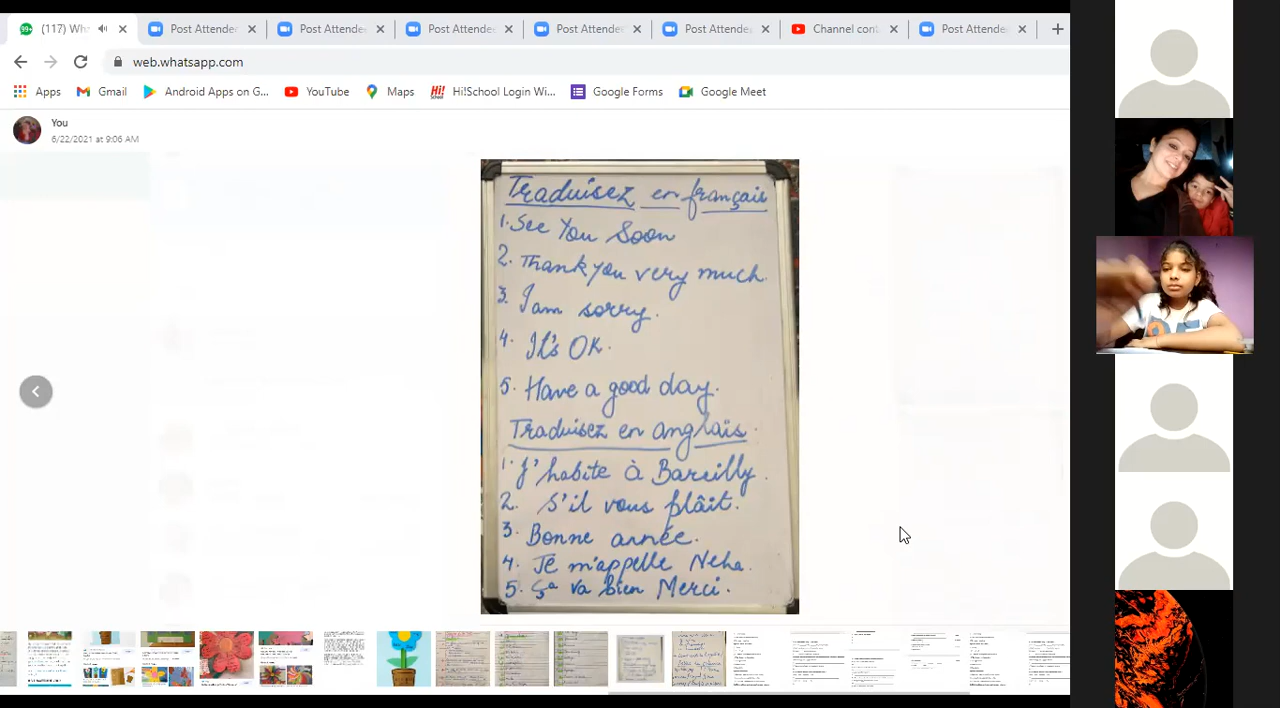 (117) Wha
Post Attendee
Post Attende
Post Attende
Post Attende
Post Attende
Channel cont
Post Attende
web.whatsapp.com
Apps
Gmail
Android Apps on G...
YouTube
Maps
Hi! Hi!School Login Wi...
Google Forms
Google Meet
You
6/22/2021 at 9:06 AM
Traduisez en français
1. See You Soon
2. Thank you very much.
3. I am sorry.
4. It's OK.
5. Have a good day.
Traduisez en anglais.
1. J'habite à Bareilly.
2. S'il vous plâit.
3. Bonne année.
4. Je m'appelle Neha.
5. Ça va bien Merci.